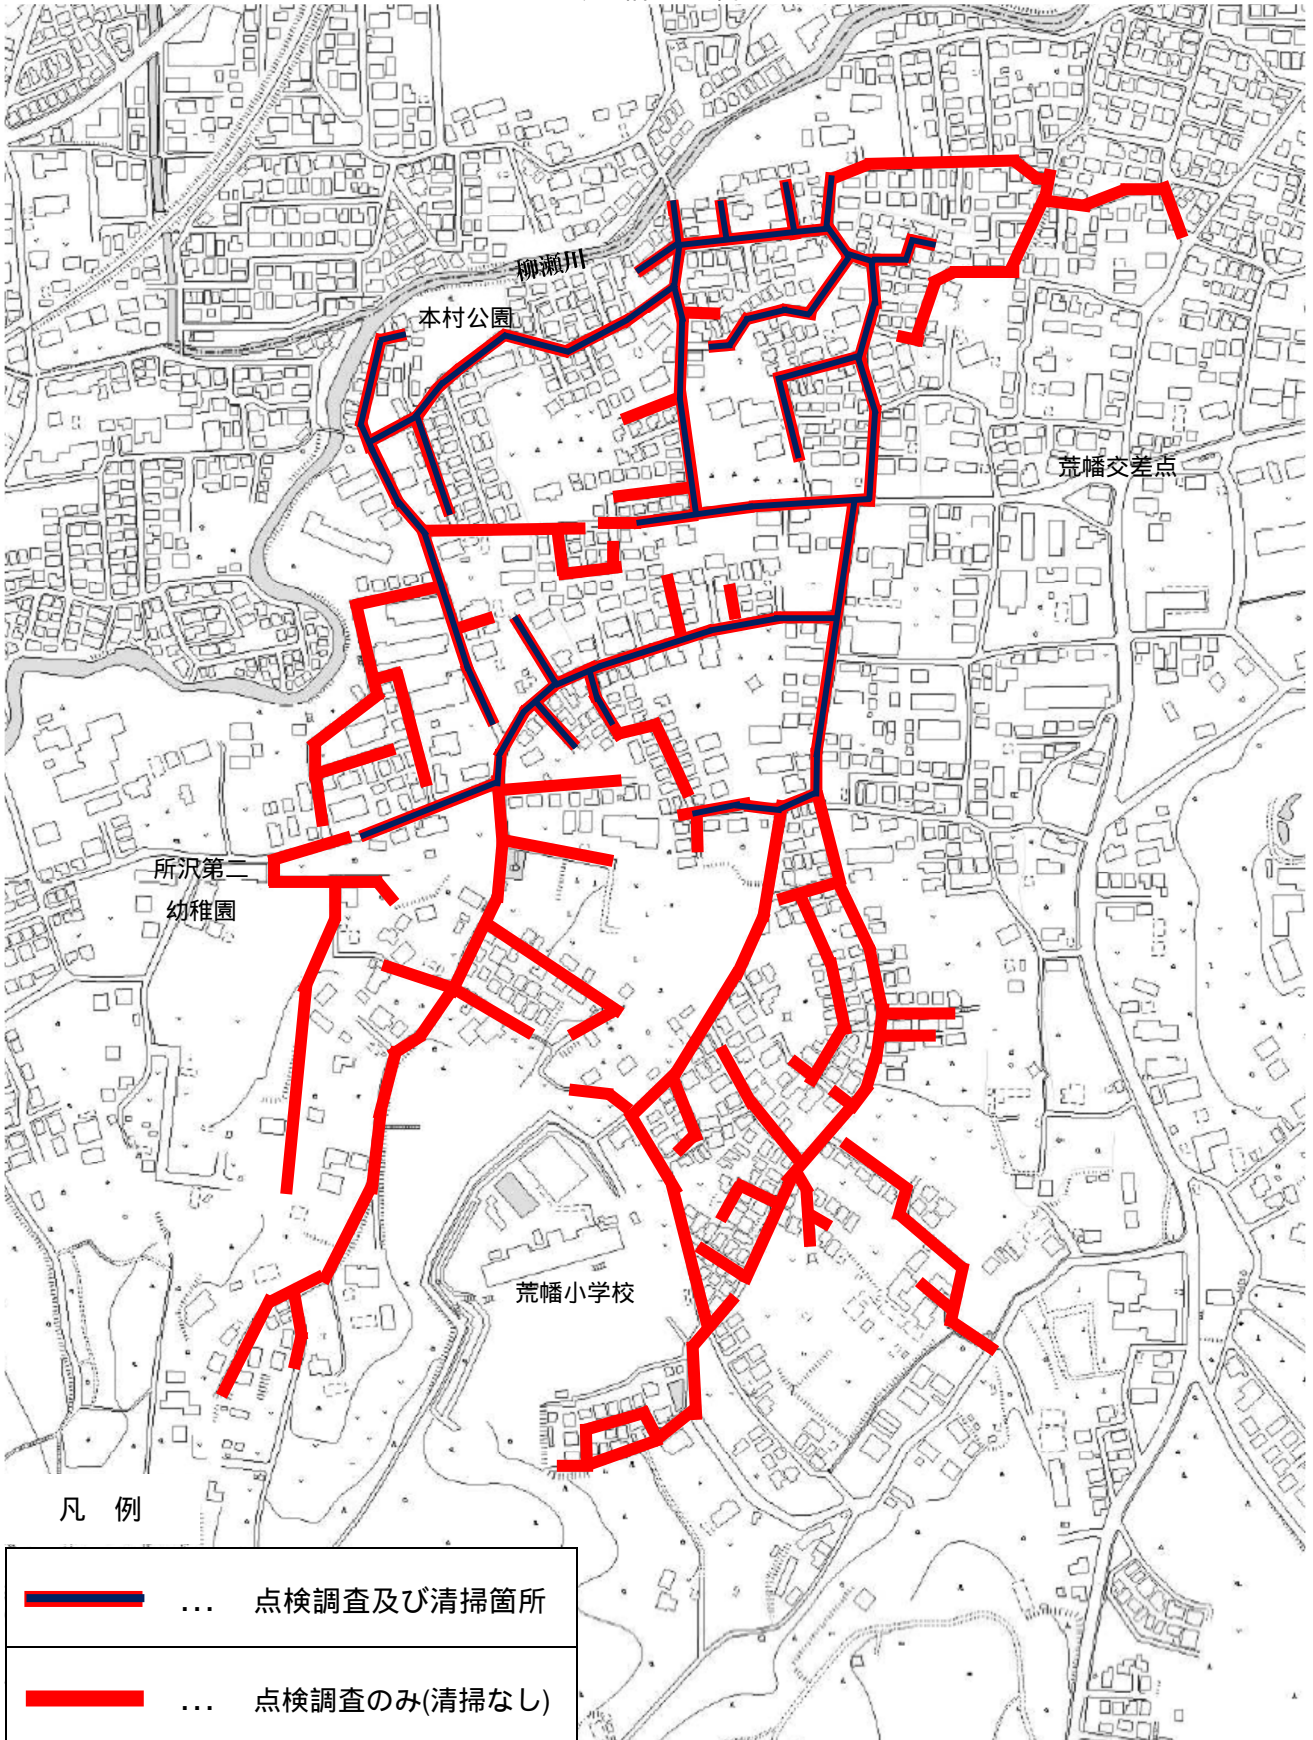 柳瀬川
本村公園
荒幡交差点
所沢第二
幼稚園
荒幡小学校
凡 例
... 点検調査及び清掃箇所
... 点検調査のみ(清掃なし)